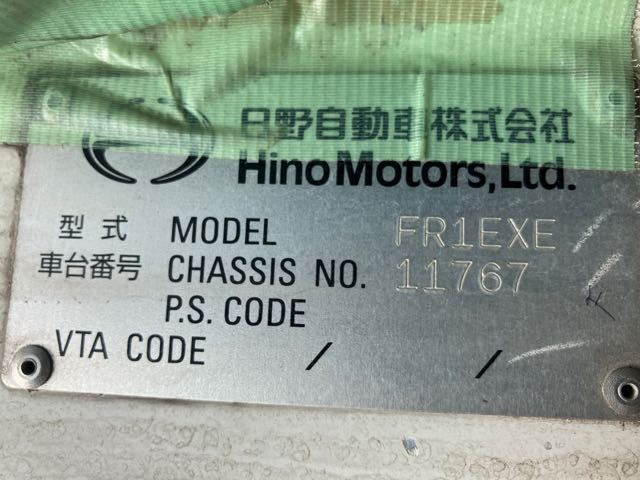 日野自動車株式会社
Hino Motors, Ltd.
型式 MODEL FR1EXE
車台番号 CHASSIS NO. 11767
P.S. CODE
VTA CODE / /